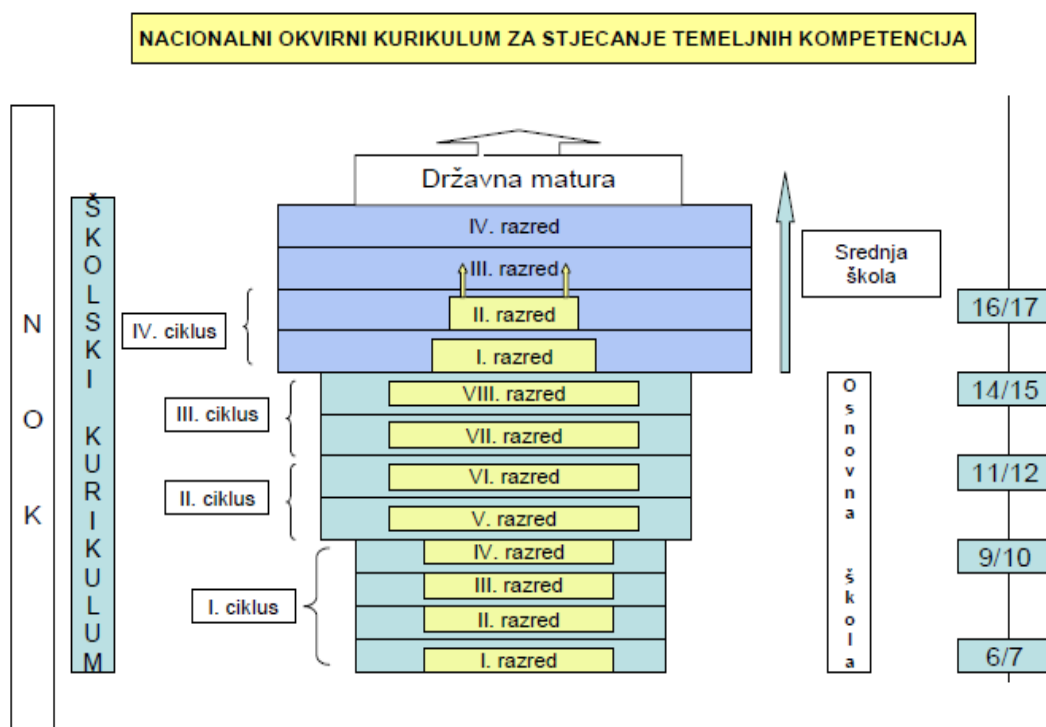 NACIONALNI OKVIRNI KURIKULUM ZA STJECANJE TEMELJNIH KOMPETENCIJA
NOK
ŠKOLSKI KURIKULUM
Državna matura
IV. razred
III. razred
II. razred
I. razred
VIII. razred
VII. razred
VI. razred
V. razred
IV. razred
III. razred
II. razred
I. razred
IV. ciklus
III. ciklus
II. ciklus
I. ciklus
Srednja
škola
Osnovna škola
16/17
14/15
11/12
9/10
6/7